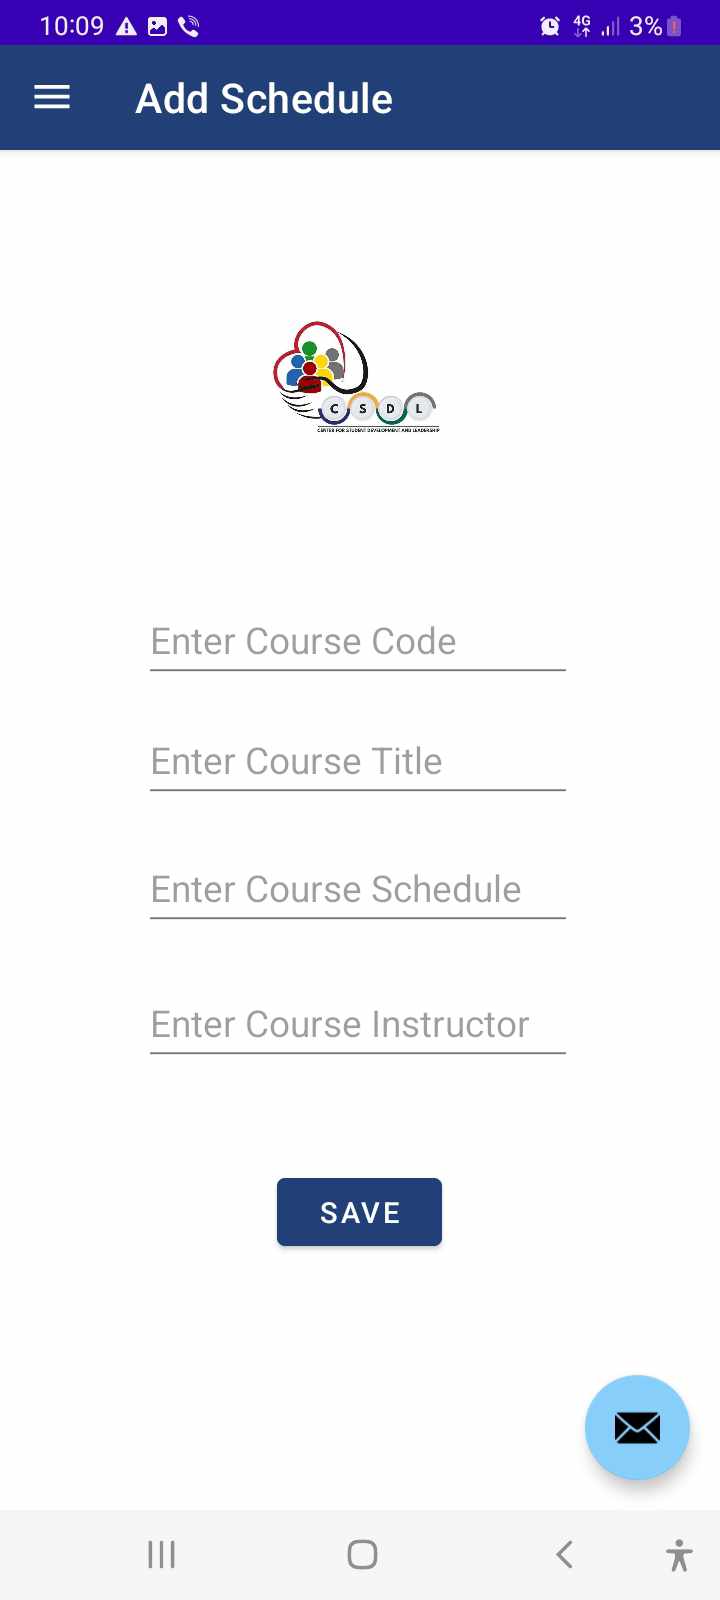 10:09 4G 3%
Add Schedule
C S D L
CENTER FOR STUDENT DEVELOPMENT AND LEADERSHIP
Enter Course Code
Enter Course Title
Enter Course Schedule
Enter Course Instructor
SAVE